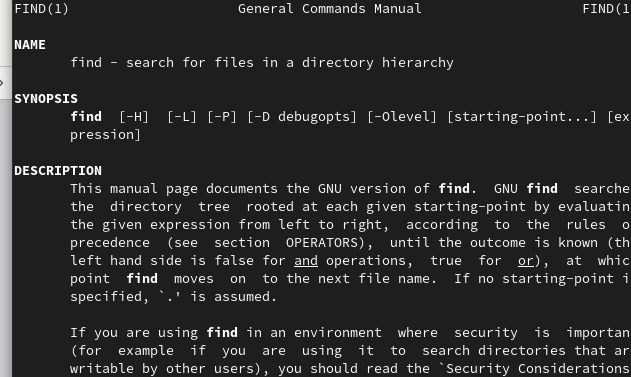 FIND(1) General Commands Manual FIND(1
NAME
find - search for files in a directory hierarchy
SYNOPSIS
find [-H] [-L] [-P] [-D debugopts] [-Olevel] [starting-point...] [ex
pression]
DESCRIPTION
This manual page documents the GNU version of find. GNU find searche
the directory tree rooted at each given starting-point by evaluatin
the given expression from left to right, according to the rules o
precedence (see section OPERATORS), until the outcome is known (th
left hand side is false for and operations, true for or), at whic
point find moves on to the next file name. If no starting-point i
specified, `.' is assumed.
If you are using find in an environment where security is importan
(for example if you are using it to search directories that ar
writable by other users), you should read the `Security Considerations